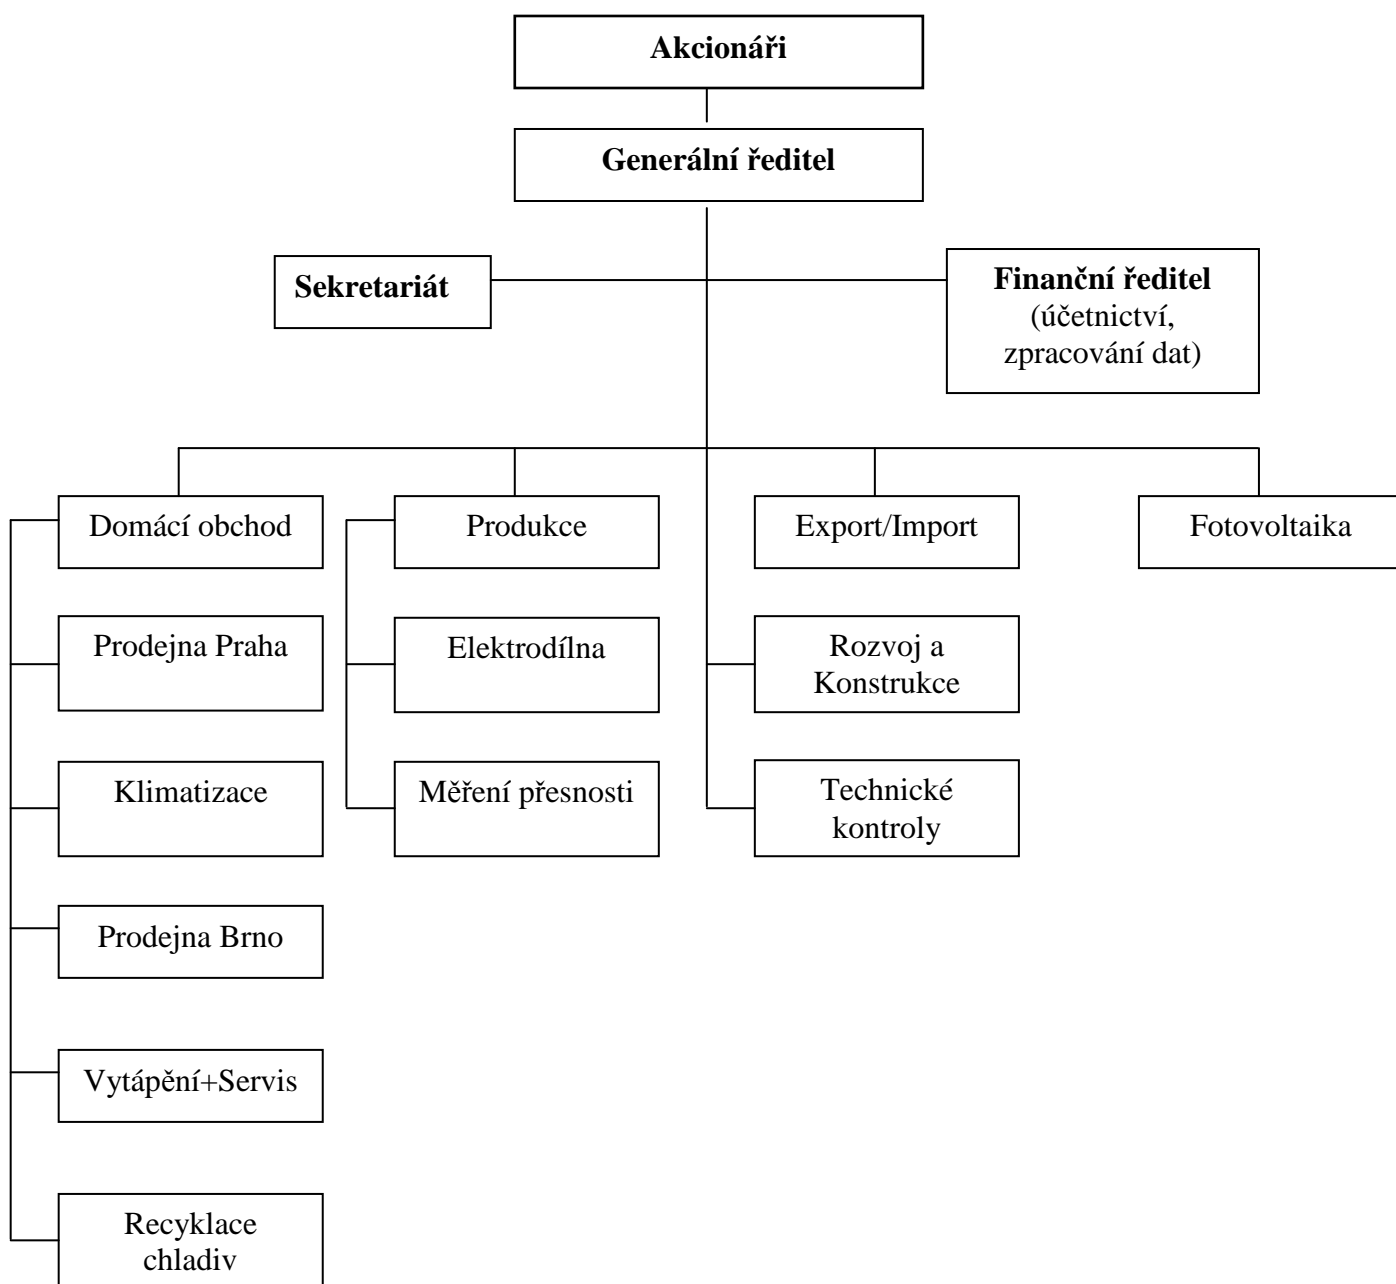 Akcionáři
Generální ředitel
Sekretariát
Finanční ředitel
(účetnictví,
zpracování dat)
Domácí obchod
Produkce
Export/Import
Fotovoltaika
Prodejna Praha
Elektrodílna
Rozvoj a
Konstrukce
Klimatizace
Měření přesnosti
Technické
kontroly
Prodejna Brno
Vytápění+Servis
Recyklace
chladiv